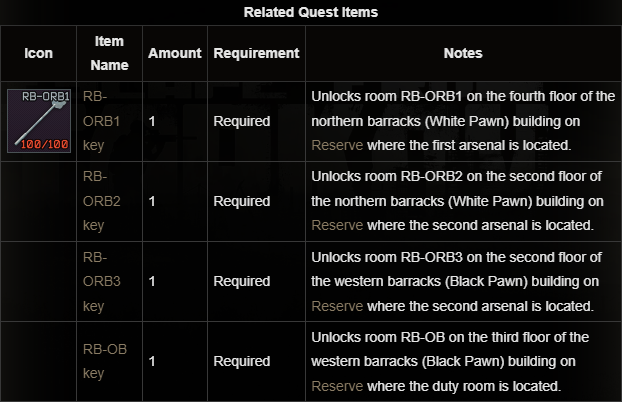 Related Quest Items
Icon
Item
Name
Amount
Requirement
Notes
RB-ORB1
100/100
RB-
ORB1
key
1
Required
Unlocks room RB-ORB1 on the fourth floor of the
northern barracks (White Pawn) building on
Reserve where the first arsenal is located.
RB-
ORB2
key
1
Required
Unlocks room RB-ORB2 on the second floor of
the northern barracks (White Pawn) building on
Reserve where the second arsenal is located.
RB-
ORB3
key
1
Required
Unlocks room RB-ORB3 on the second floor of
the western barracks (Black Pawn) building on
Reserve where the second arsenal is located.
RB-OB
key
1
Required
Unlocks room RB-OB on the third floor of the
western barracks (Black Pawn) building on
Reserve where the duty room is located.